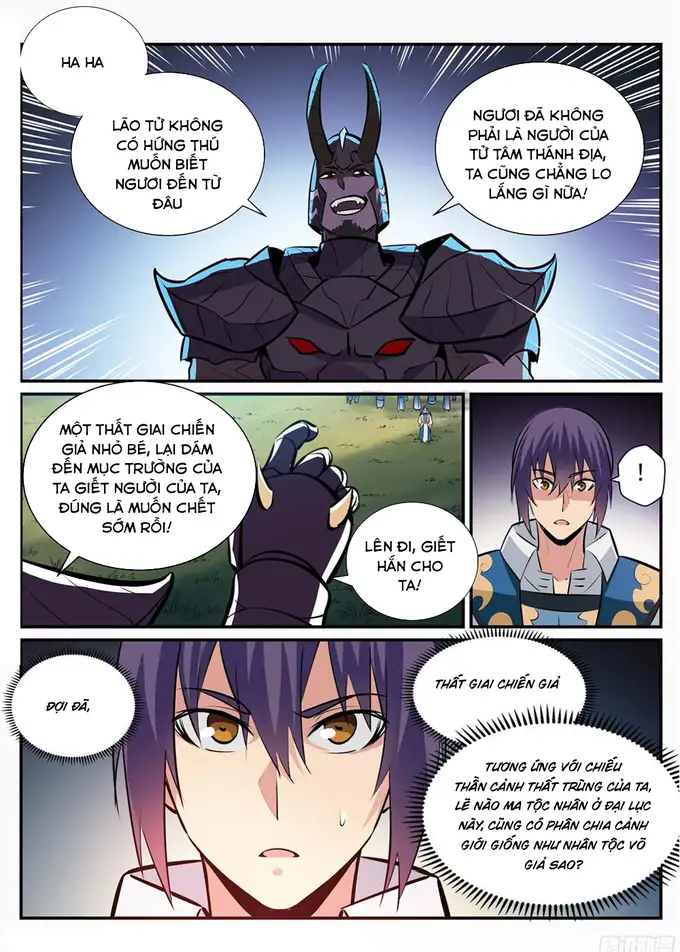 HA HA
LÃO TỬ KHÔNG
CÓ HỨNG THÚ
MUỐN BIẾT
NGƯƠI ĐẾN TỪ
ĐÂU
NGƯƠI ĐÃ KHÔNG
PHẢI LÀ NGƯỜI CỦA
TỬ TÂM THÁNH ĐỊA,
TA CŨNG CHẲNG LO
LẮNG GÌ NỮA!
MỘT THẤT GIAI CHIẾN
GIẢ NHỎ BÉ, LẠI DÁM
ĐẾN MỤC TRƯỜNG CỦA
TA GIẾT NGƯỜI CỦA TA,
ĐÚNG LÀ MUỐN CHẾT
SỚM RỒI!
LÊN ĐI, GIẾT
HẮN CHO
TA!
!
ĐỢI ĐÃ,
THẤT GIAI CHIẾN GIẢ
TƯƠNG ỨNG VỚI CHIẾU
THẦN CẢNH THẤT TRÙNG CỦA TA,
LẼ NÀO MA TỘC NHÂN Ở ĐẠI LỤC
NÀY, CŨNG CÓ PHÂN CHIA CẢNH
GIỚI GIỐNG NHƯ NHÂN TỘC VÕ
GIẢ SAO?